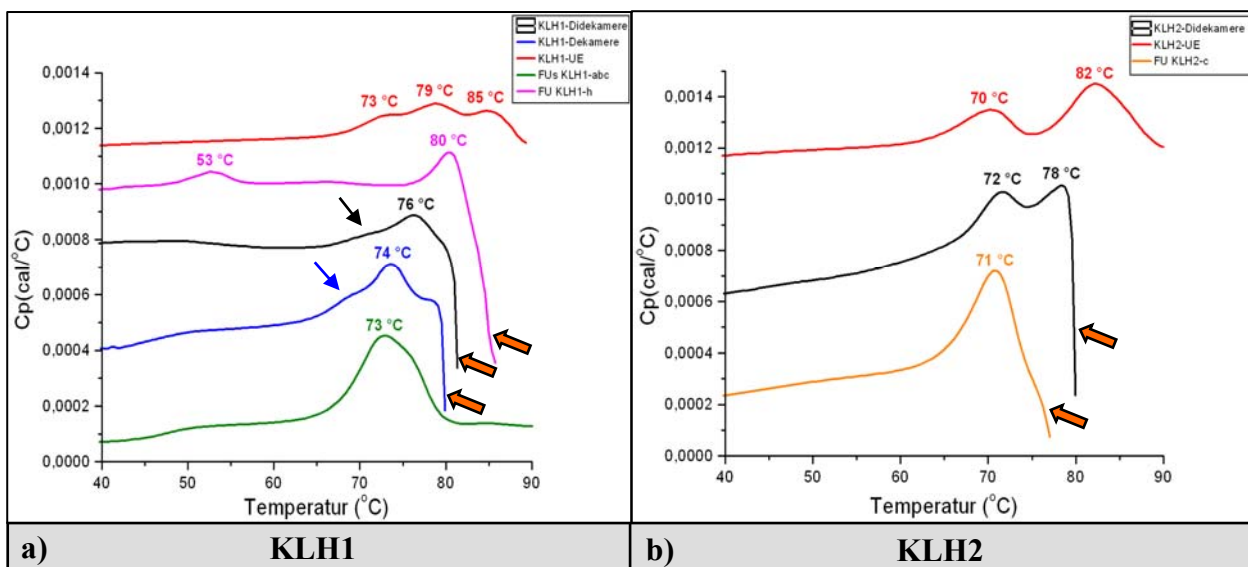 KLH1-Didekamere
KLH1-Dekamere
KLH1-UE
FUs KLH1-abc
FU KLH1-h
0,0014
0,0012
0,0010
0,0008
0,0006
0,0004
0,0002
0,0000
Cp(cal/°C)
73 °C
79 °C
85 °C
53 °C
80 °C
76 °C
74 °C
73 °C
40
50
60
70
80
90
Temperatur (°C)
a) KLH1
KLH2-Didekamere
KLH2-UE
FU KLH2-c
0,0014
0,0012
0,0010
0,0008
0,0006
0,0004
0,0002
0,0000
Cp(cal/°C)
70 °C
82 °C
72 °C
78 °C
71 °C
40
50
60
70
80
90
Temperatur (°C)
b) KLH2